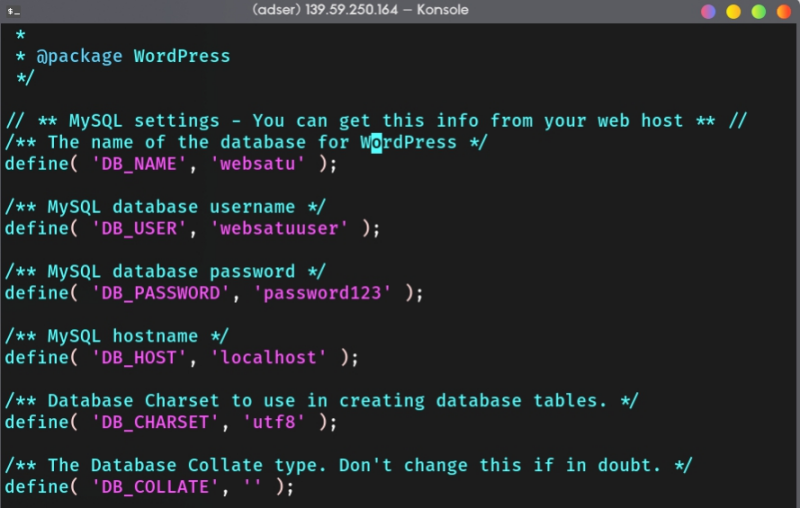 $_
(adser) 139.59.250.164 — Konsole
*
* @package WordPress
*/
// ** MySQL settings - You can get this info from your web host ** //
/** The name of the database for WordPress */
define( 'DB_NAME', 'websatu' );
/** MySQL database username */
define( 'DB_USER', 'websatuuser' );
/** MySQL database password */
define( 'DB_PASSWORD', 'password123' );
/** MySQL hostname */
define( 'DB_HOST', 'localhost' );
/** Database Charset to use in creating database tables. */
define( 'DB_CHARSET', 'utf8' );
/** The Database Collate type. Don't change this if in doubt. */
define( 'DB_COLLATE', '' );